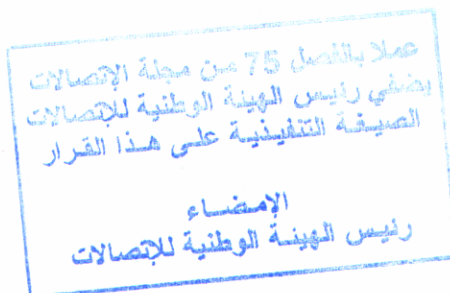 عملا بالفصل 75 من مجلة الإتصالات
يضفي رئيس الهيئة الوطنية للإتصالات
الصيغة التنفيذية على هذا القرار
الإمضاء
رئيس الهيئة الوطنية للإتصالات